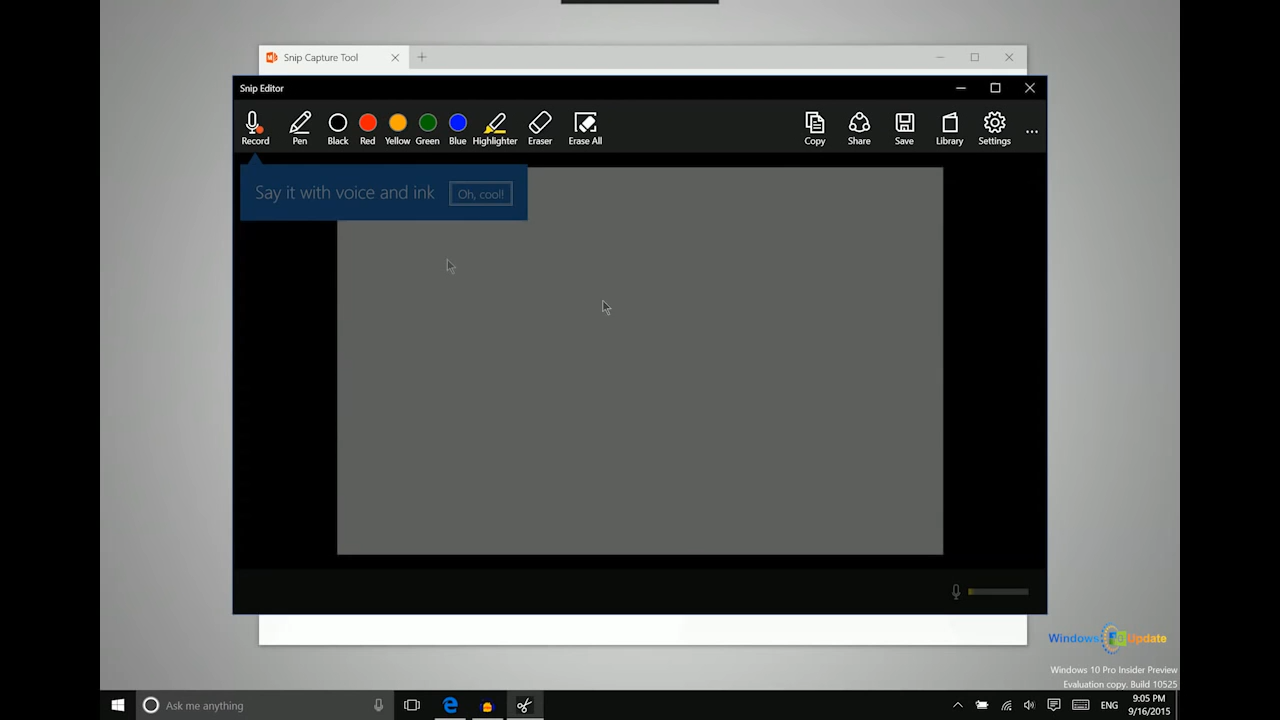 Snip Capture Tool
Snip Editor
Record
Pen
Black
Red
Yellow
Green
Blue
Highlighter
Eraser
Erase All
Copy
Share
Save
Library
Settings
Say it with voice and ink
Oh, cool!
Windows Update
Windows 10 Pro Insider Preview
Evaluation copy. Build 10525
Ask me anything
ENG
9:05 PM
9/16/2015